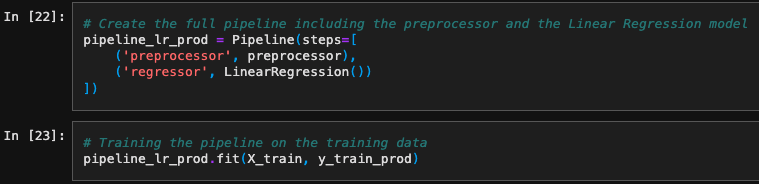 In [22]:
# Create the full pipeline including the preprocessor and the Linear Regression model
pipeline_lr_prod = Pipeline(steps=[
    ('preprocessor', preprocessor),
    ('regressor', LinearRegression())
])
In [23]:
# Training the pipeline on the training data
pipeline_lr_prod.fit(X_train, y_train_prod)